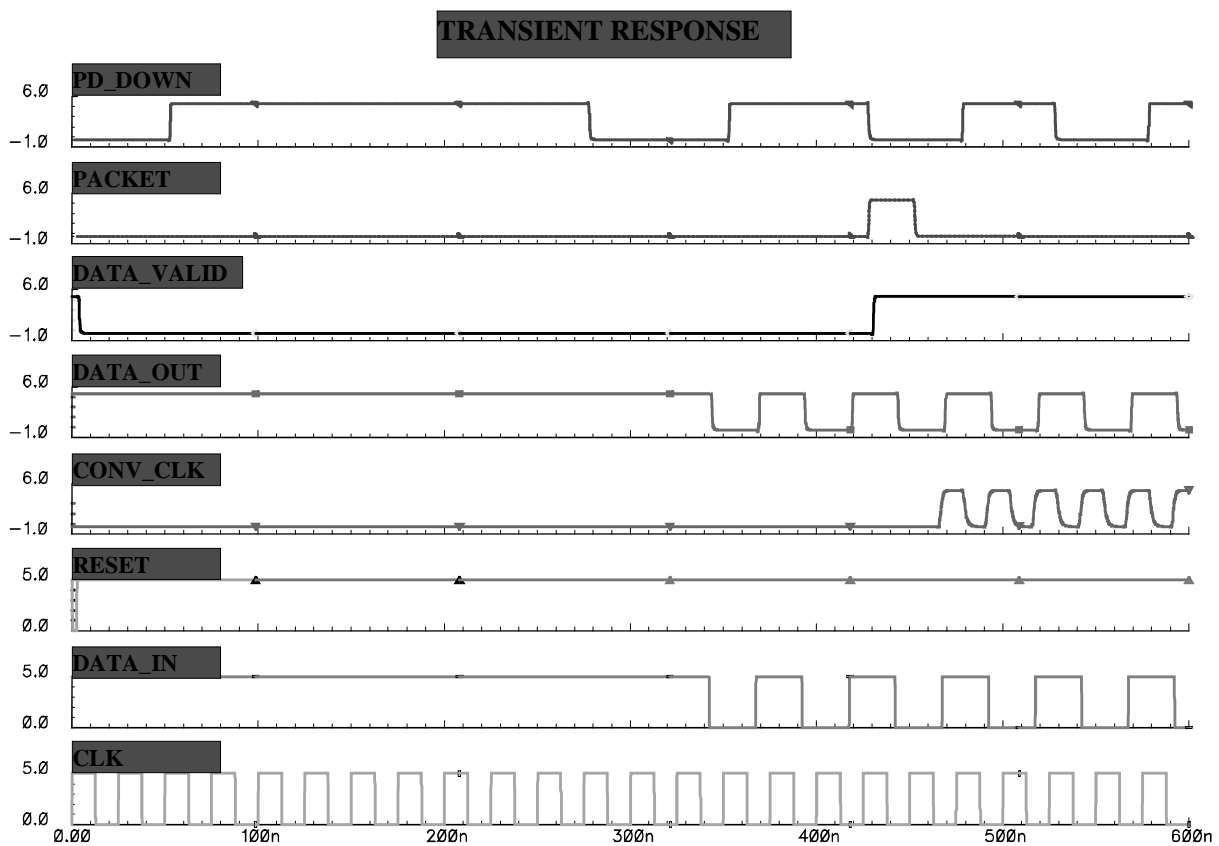 TRANSIENT RESPONSE
PD_DOWN
6.0
-1.0
PACKET
6.0
-1.0
DATA_VALID
6.0
-1.0
DATA_OUT
6.0
-1.0
CONV_CLK
6.0
-1.0
RESET
5.0
0.0
DATA_IN
5.0
0.0
CLK
5.0
0.0
0.00 100n 200n 300n 400n 500n 600n